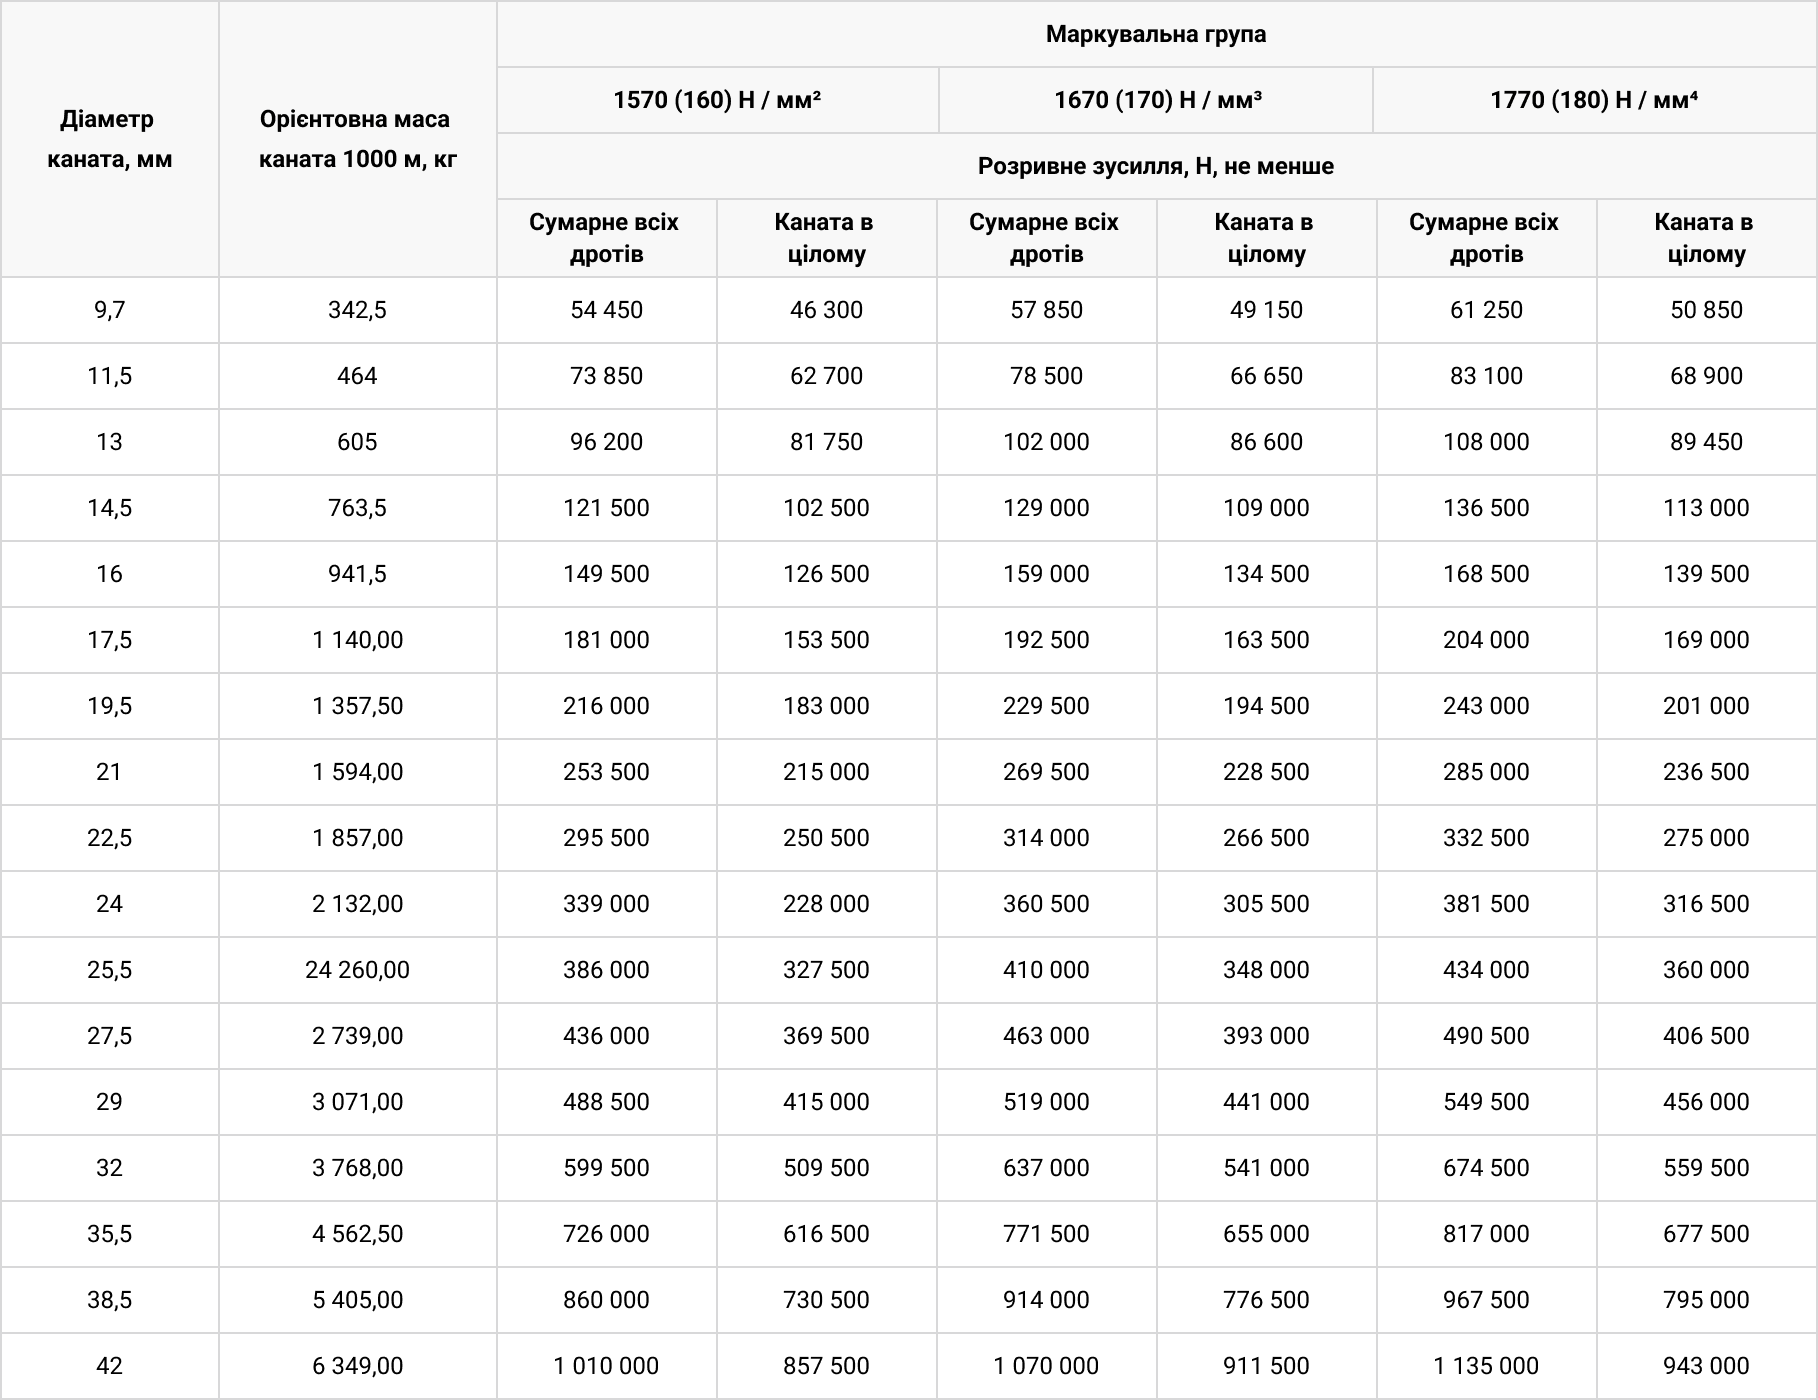 Маркувальна група
Діаметр каната, мм
Орієнтовна маса каната 1000 м, кг
1570 (160) Н / мм² 1670 (170) Н / мм³ 1770 (180) Н / мм⁴
Розривне зусилля, Н, не менше
Сумарне всіх дротів Каната в цілому Сумарне всіх дротів Каната в цілому Сумарне всіх дротів Каната в цілому
9,7 342,5 54 450 46 300 57 850 49 150 61 250 50 850
11,5 464 73 850 62 700 78 500 66 650 83 100 68 900
13 605 96 200 81 750 102 000 86 600 108 000 89 450
14,5 763,5 121 500 102 500 129 000 109 000 136 500 113 000
16 941,5 149 500 126 500 159 000 134 500 168 500 139 500
17,5 1 140,00 181 000 153 500 192 500 163 500 204 000 169 000
19,5 1 357,50 216 000 183 000 229 500 194 500 243 000 201 000
21 1 594,00 253 500 215 000 269 500 228 500 285 000 236 500
22,5 1 857,00 295 500 250 500 314 000 266 500 332 500 275 000
24 2 132,00 339 000 228 000 360 500 305 500 381 500 316 500
25,5 24 260,00 386 000 327 500 410 000 348 000 434 000 360 000
27,5 2 739,00 436 000 369 500 463 000 393 000 490 500 406 500
29 3 071,00 488 500 415 000 519 000 441 000 549 500 456 000
32 3 768,00 599 500 509 500 637 000 541 000 674 500 559 500
35,5 4 562,50 726 000 616 500 771 500 655 000 817 000 677 500
38,5 5 405,00 860 000 730 500 914 000 776 500 967 500 795 000
42 6 349,00 1 010 000 857 500 1 070 000 911 500 1 135 000 943 000